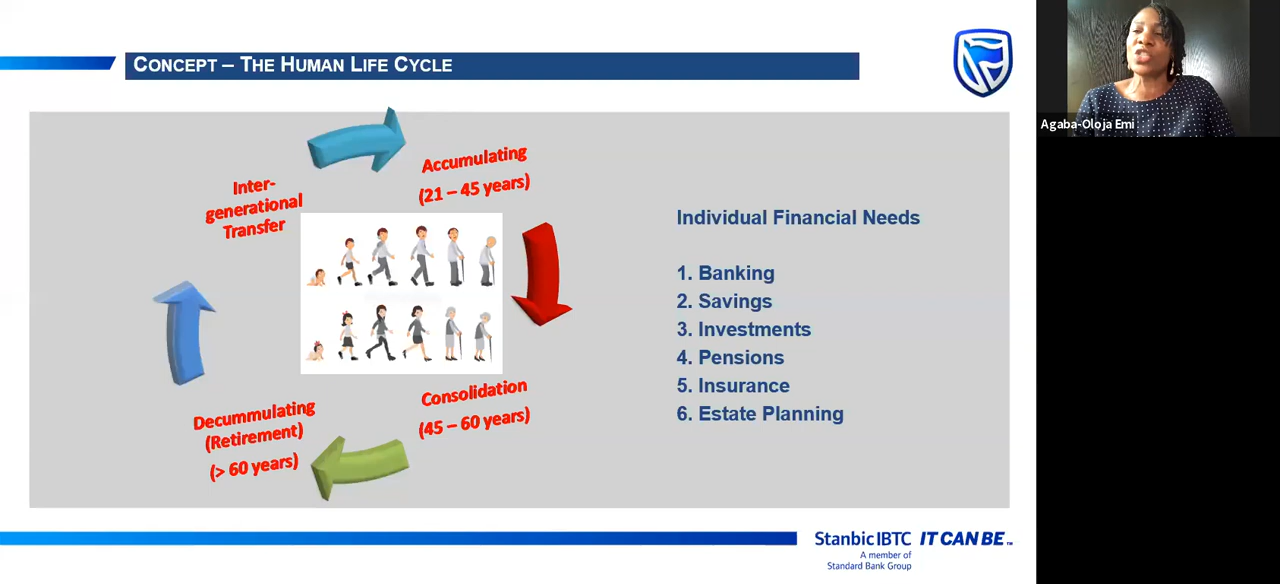 CONCEPT – THE HUMAN LIFE CYCLE
Agaba-Oloja Emi
Inter-
generational
Transfer
Accumulating
(21 – 45 years)
Consolidation
(45 – 60 years)
Decummulating
(Retirement)
(> 60 years)
Individual Financial Needs
1. Banking
2. Savings
3. Investments
4. Pensions
5. Insurance
6. Estate Planning
Stanbic IBTC IT CAN BE™
A member of
Standard Bank Group